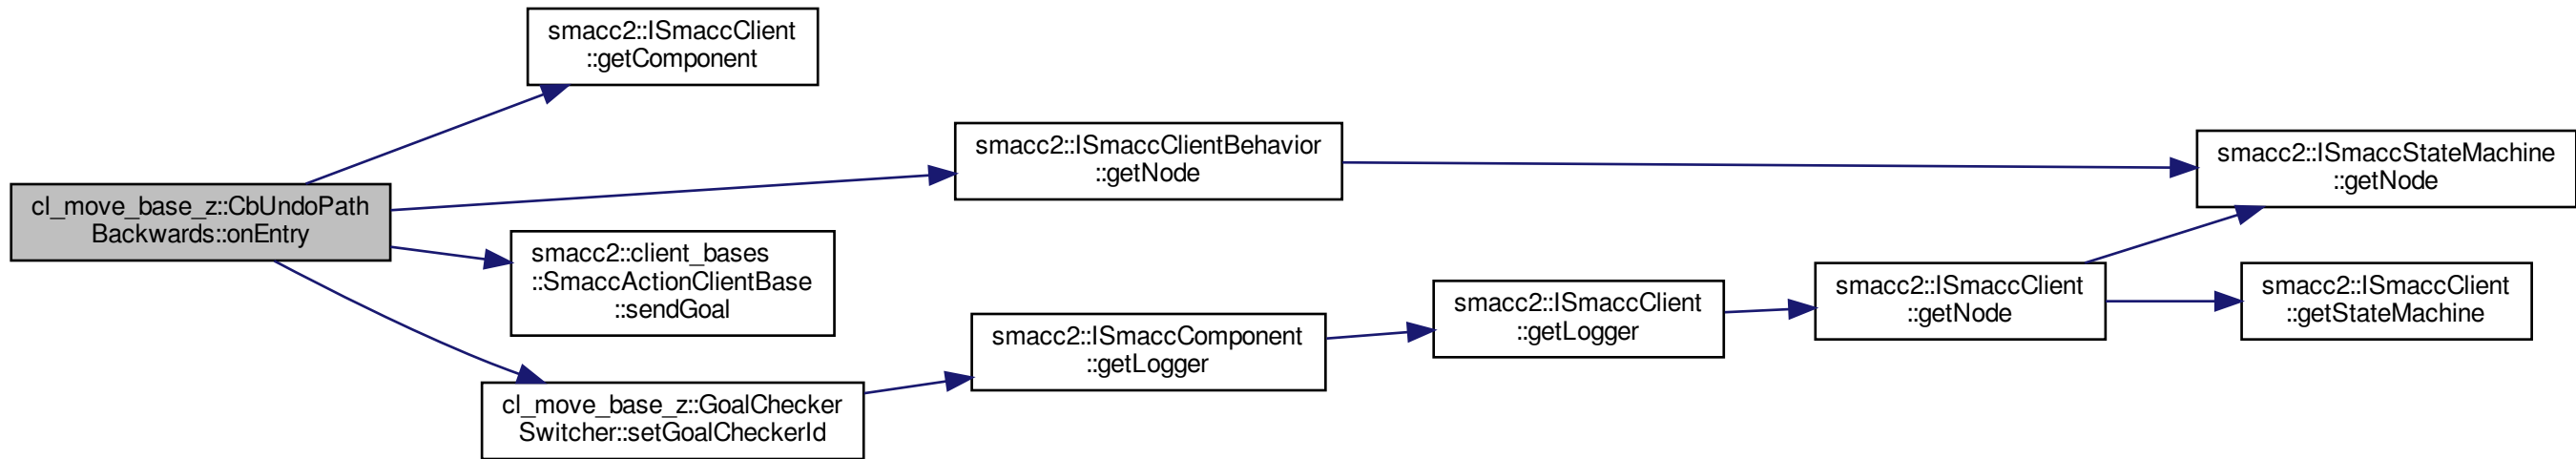 smacc2::ISmaccClient
::getComponent
smacc2::ISmaccClientBehavior
::getNode
smacc2::ISmaccStateMachine
::getNode
cl_move_base_z::CbUndoPath
Backwards::onEntry
smacc2::client_bases
::SmaccActionClientBase
::sendGoal
smacc2::ISmaccClient
::getNode
smacc2::ISmaccClient
::getStateMachine
smacc2::ISmaccClient
::getLogger
smacc2::ISmaccComponent
::getLogger
cl_move_base_z::GoalChecker
Switcher::setGoalCheckerId